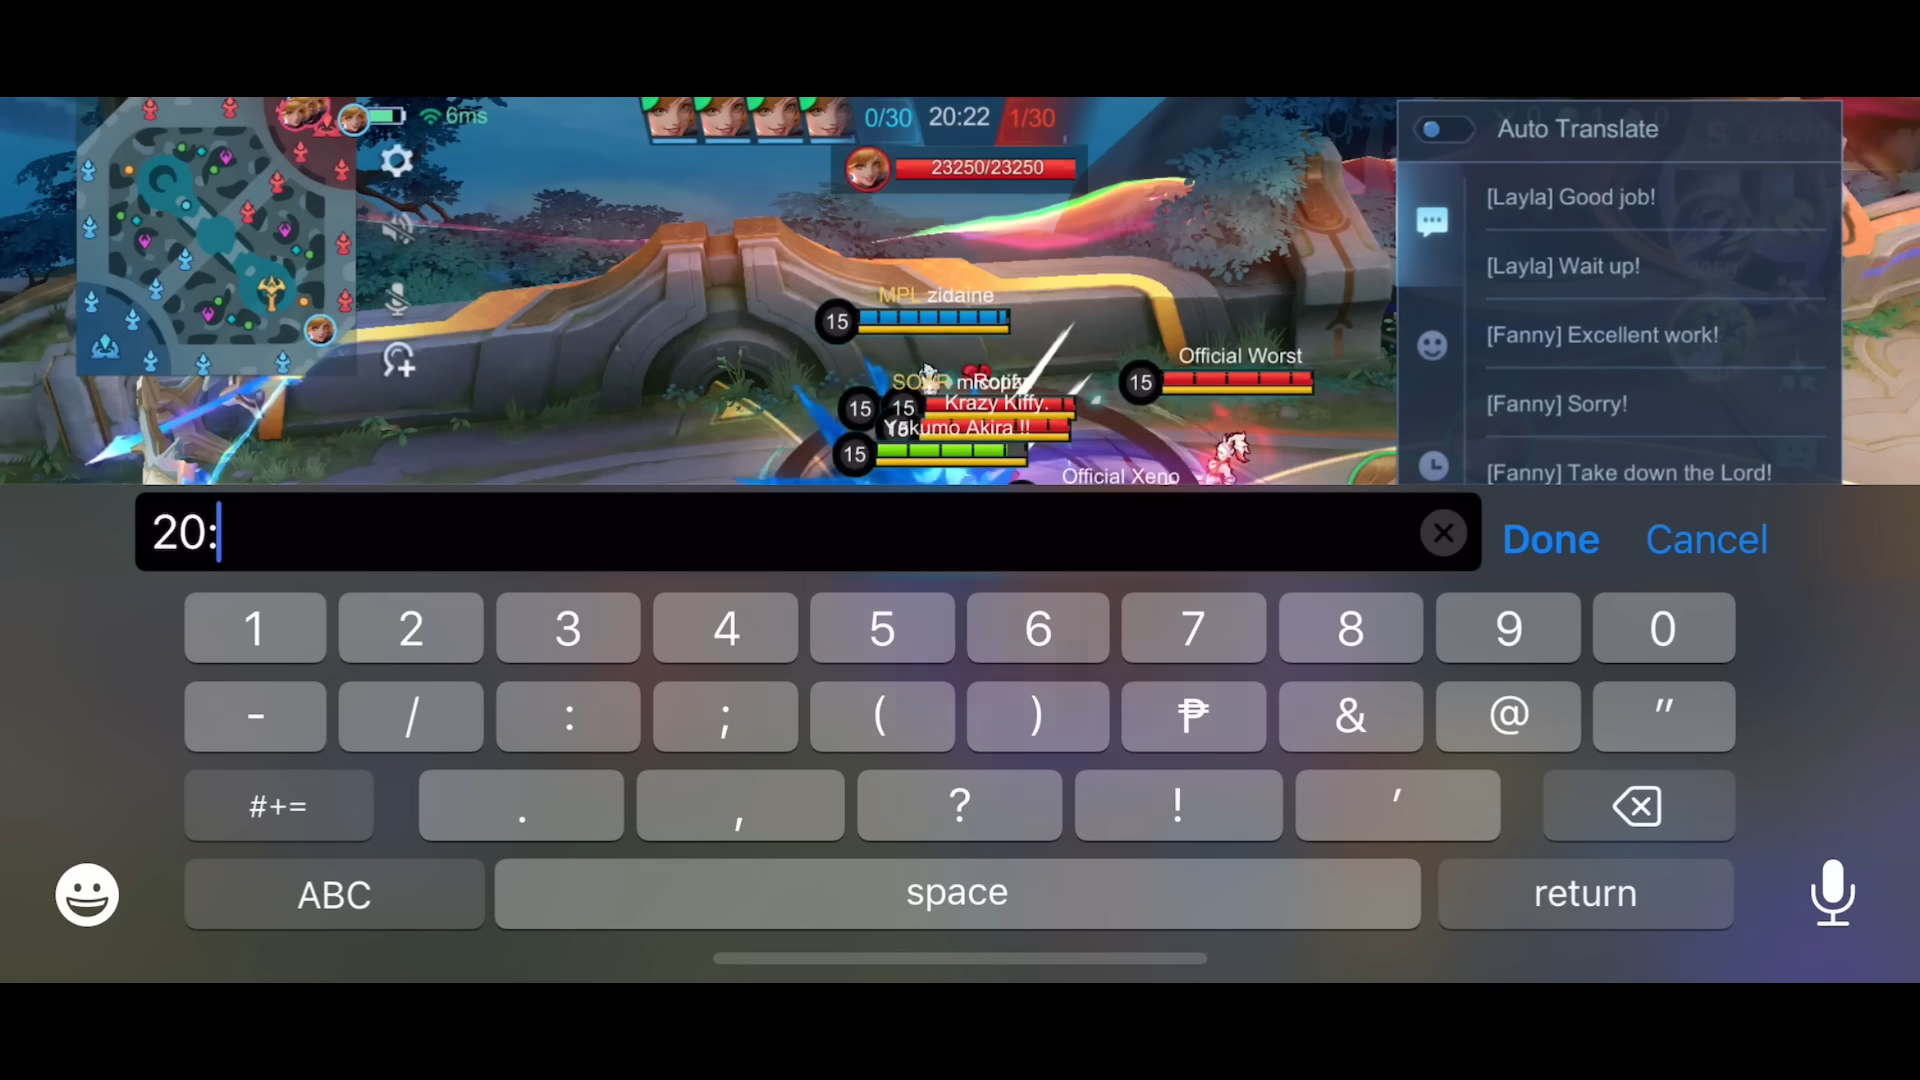 6ms
0/30 20:22 1/30
23250/23250
Auto Translate
[Layla] Good job!
[Layla] Wait up!
[Fanny] Excellent work!
[Fanny] Sorry!
[Fanny] Take down the Lord!
MPL zidaine
15
Official Worst
15
15
15
Krazy Kiffy.
Yakumo Akira !!
15
Official Xeno
20:
Done Cancel
1 2 3 4 5 6 7 8 9 0
- / : ; ( ) ₱ & @ "
#+= . , ? ! '
ABC space return